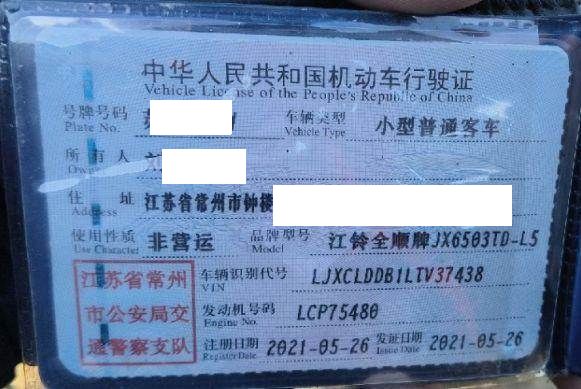 中华人民共和国机动车行驶证
Vehicle License of the People's Republic of China
号牌号码 车辆类型 小型普通客车
Plate No. Vehicle Type
所有人
Owner
住址 江苏省常州市钟楼
Address
使用性质 非营运 品牌型号 江铃全顺牌JX6503TD-L5
Use Character Model
江苏省常州 车辆识别代号 LJXCLDDB1LTV37438
VIN
市公安局交 发动机号码 LCP75480
Engine No.
通警察支队 注册日期 2021-05-26 发证日期 2021-05-26
Register Date Issue Date